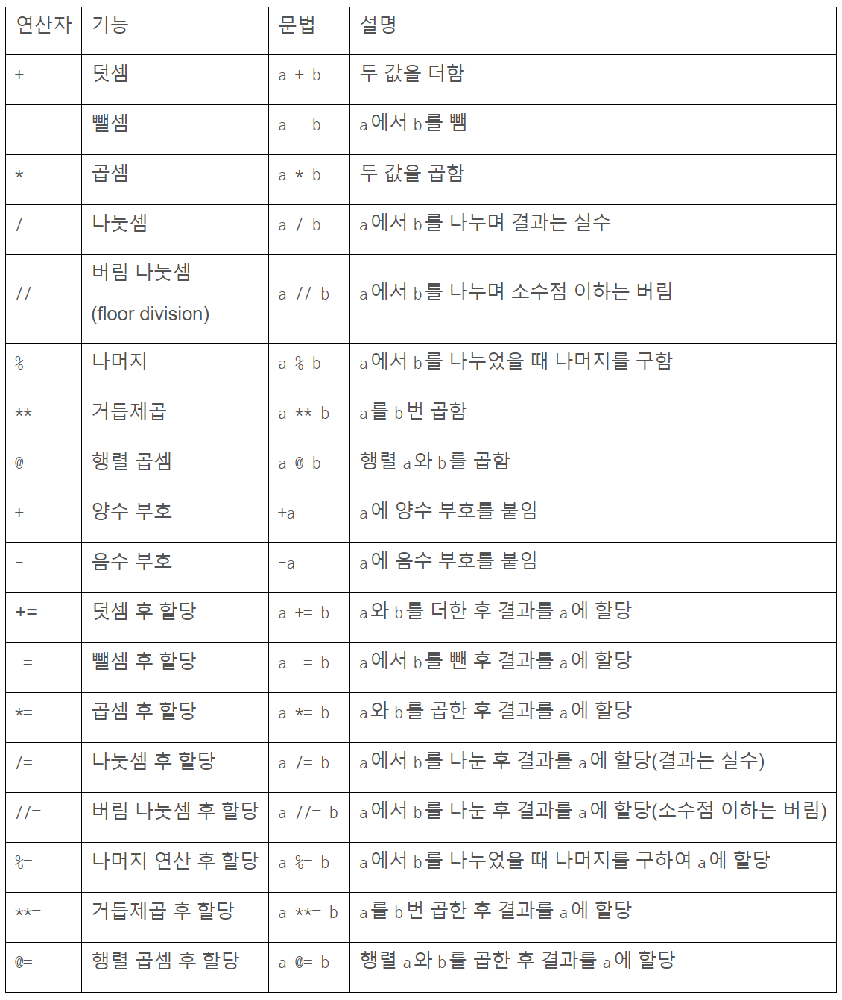 연산자 기능 문법 설명
+ 덧셈 a + b 두 값을 더함
- 뺄셈 a - b a에서 b를 뺌
* 곱셈 a * b 두 값을 곱함
/ 나눗셈 a / b a에서 b를 나누며 결과는 실수
// 버림 나눗셈 a // b a에서 b를 나누며 소수점 이하는 버림
(floor division)
% 나머지 a % b a에서 b를 나누었을 때 나머지를 구함
** 거듭제곱 a ** b a를 b번 곱함
@ 행렬 곱셈 a @ b 행렬 a와 b를 곱함
+ 양수 부호 +a a에 양수 부호를 붙임
- 음수 부호 -a a에 음수 부호를 붙임
+= 덧셈 후 할당 a += b a와 b를 더한 후 결과를 a에 할당
-= 뺄셈 후 할당 a -= b a에서 b를 뺀 후 결과를 a에 할당
*= 곱셈 후 할당 a *= b a와 b를 곱한 후 결과를 a에 할당
/= 나눗셈 후 할당 a /= b a에서 b를 나눈 후 결과를 a에 할당(결과는 실수)
//= 버림 나눗셈 후 할당 a //= b a에서 b를 나눈 후 결과를 a에 할당(소수점 이하는 버림)
%= 나머지 연산 후 할당 a %= b a에서 b를 나누었을 때 나머지를 구하여 a에 할당
**= 거듭제곱 후 할당 a **= b a를 b번 곱한 후 결과를 a에 할당
@= 행렬 곱셈 후 할당 a @= b 행렬 a와 b를 곱한 후 결과를 a에 할당